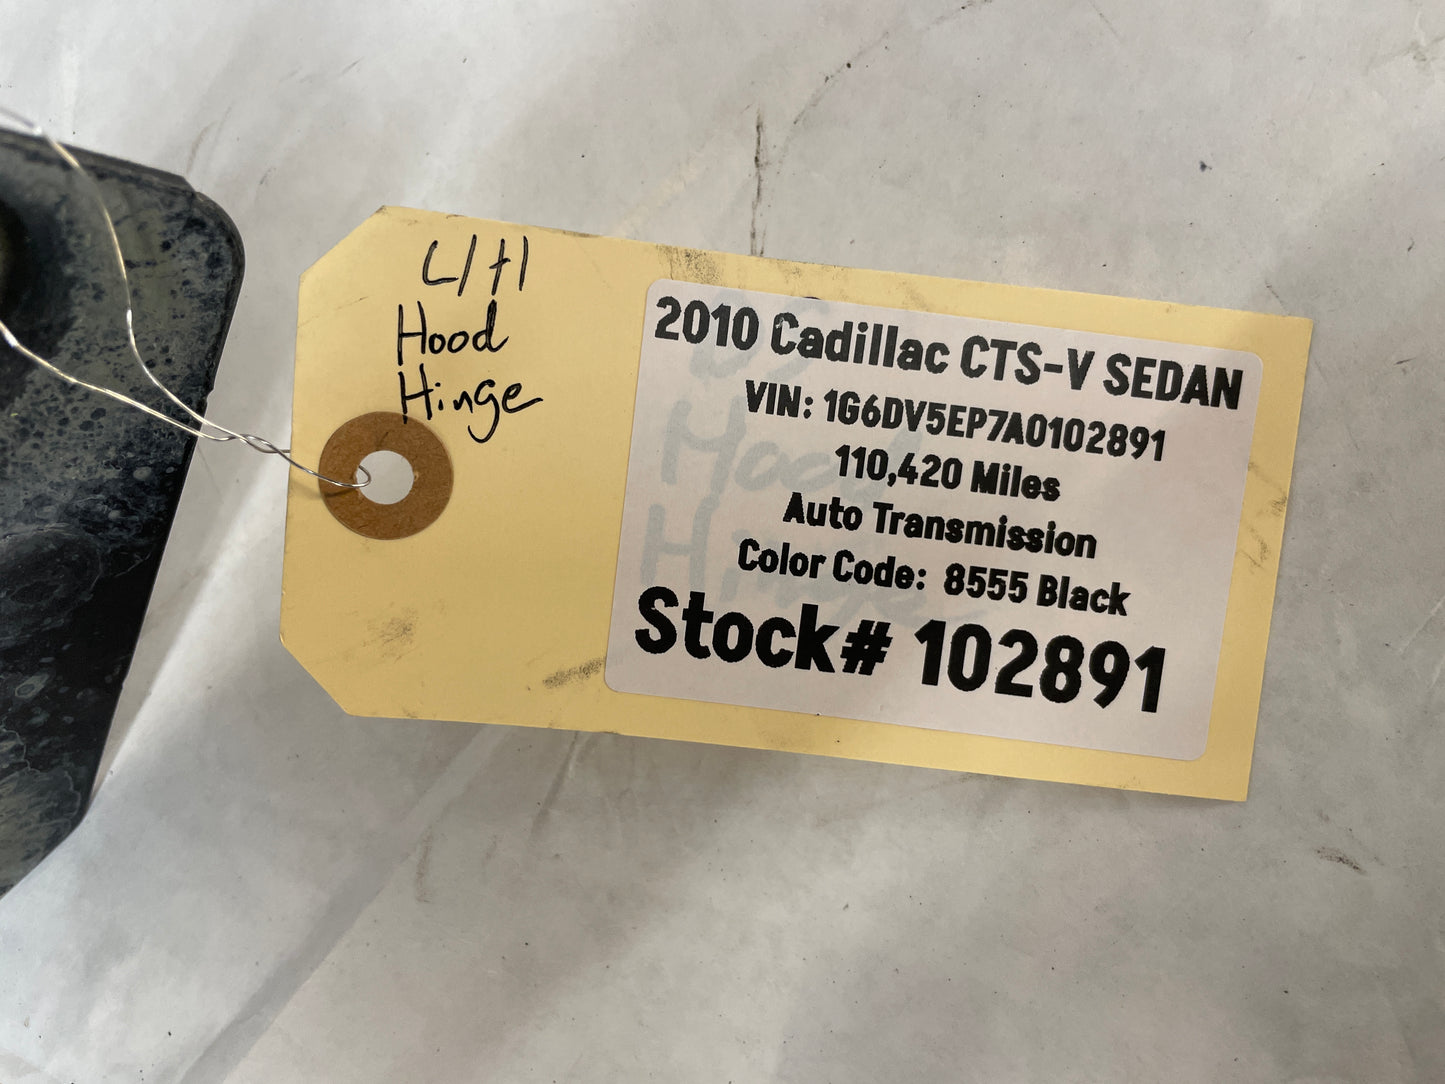 L/H
Hood
Hinge
2010 Cadillac CTS-V SEDAN
VIN: 1G6DV5EP7A0102891
110,420 Miles
Auto Transmission
Color Code: 8555 Black
Stock# 102891